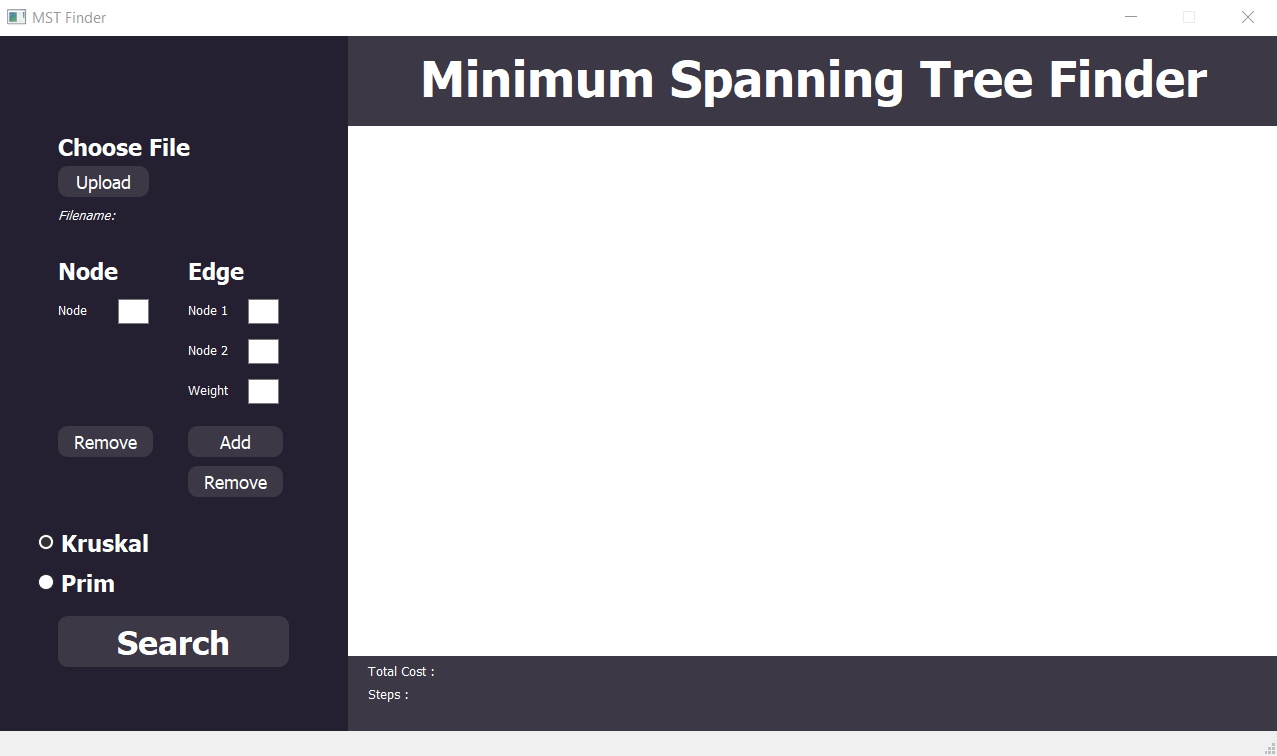 MST Finder
Minimum Spanning Tree Finder
Choose File
Upload
Filename:
Node Edge
Node Node 1
Node 2
Weight
Remove Add
Remove
Kruskal
Prim
Search
Total Cost :
Steps :